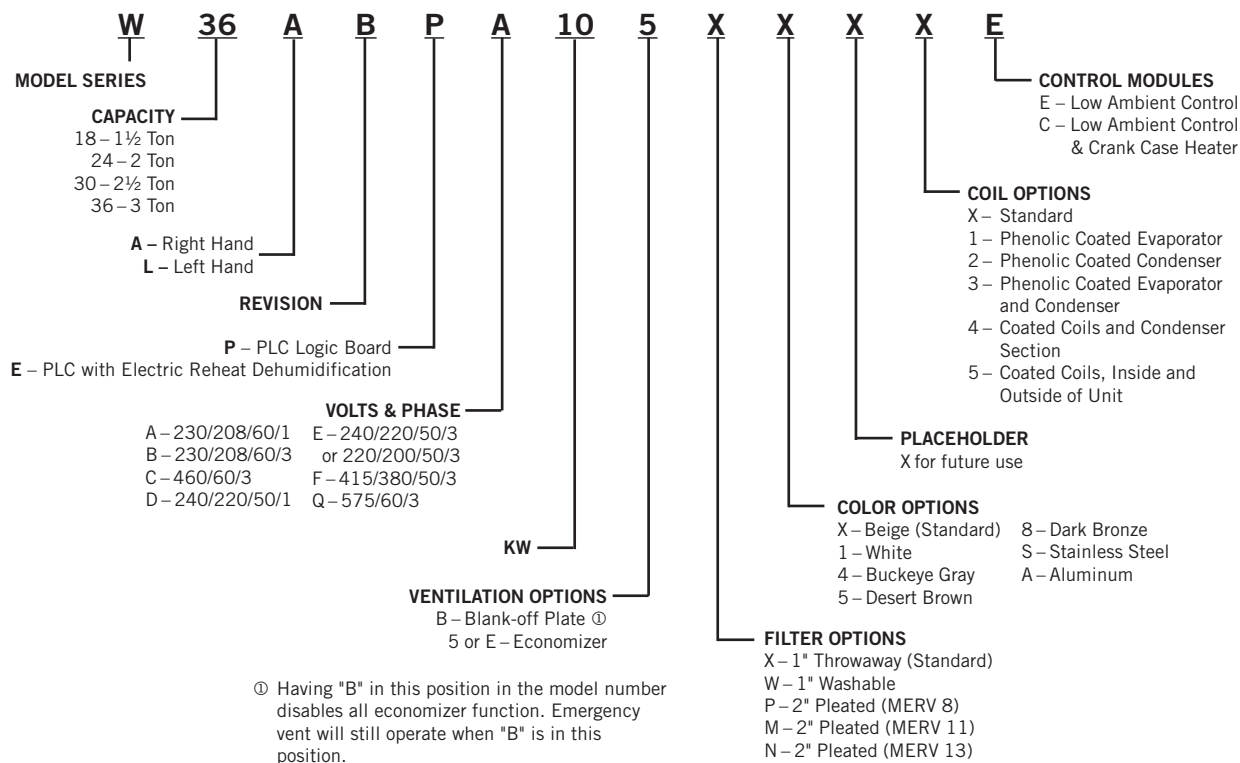 W 36 A B P A 10 5 X X X X E
MODEL SERIES
CAPACITY
18 – 1½ Ton
24 – 2 Ton
30 – 2½ Ton
36 – 3 Ton
A – Right Hand
L – Left Hand
REVISION
P – PLC Logic Board
E – PLC with Electric Reheat Dehumidification
VOLTS & PHASE
A – 230/208/60/1 E – 240/220/50/3
B – 230/208/60/3 or 220/200/50/3
C – 460/60/3 F – 415/380/50/3
D – 240/220/50/1 Q – 575/60/3
KW
VENTILATION OPTIONS
B – Blank-off Plate ①
5 or E – Economizer
① Having "B" in this position in the model number
disables all economizer function. Emergency
vent will still operate when "B" is in this
position.
FILTER OPTIONS
X – 1" Throwaway (Standard)
W – 1" Washable
P – 2" Pleated (MERV 8)
M – 2" Pleated (MERV 11)
N – 2" Pleated (MERV 13)
COLOR OPTIONS
X – Beige (Standard) 8 – Dark Bronze
1 – White S – Stainless Steel
4 – Buckeye Gray A – Aluminum
5 – Desert Brown
PLACEHOLDER
X for future use
COIL OPTIONS
X – Standard
1 – Phenolic Coated Evaporator
2 – Phenolic Coated Condenser
3 – Phenolic Coated Evaporator
and Condenser
4 – Coated Coils and Condenser
Section
5 – Coated Coils, Inside and
Outside of Unit
CONTROL MODULES
E – Low Ambient Control
C – Low Ambient Control
& Crank Case Heater